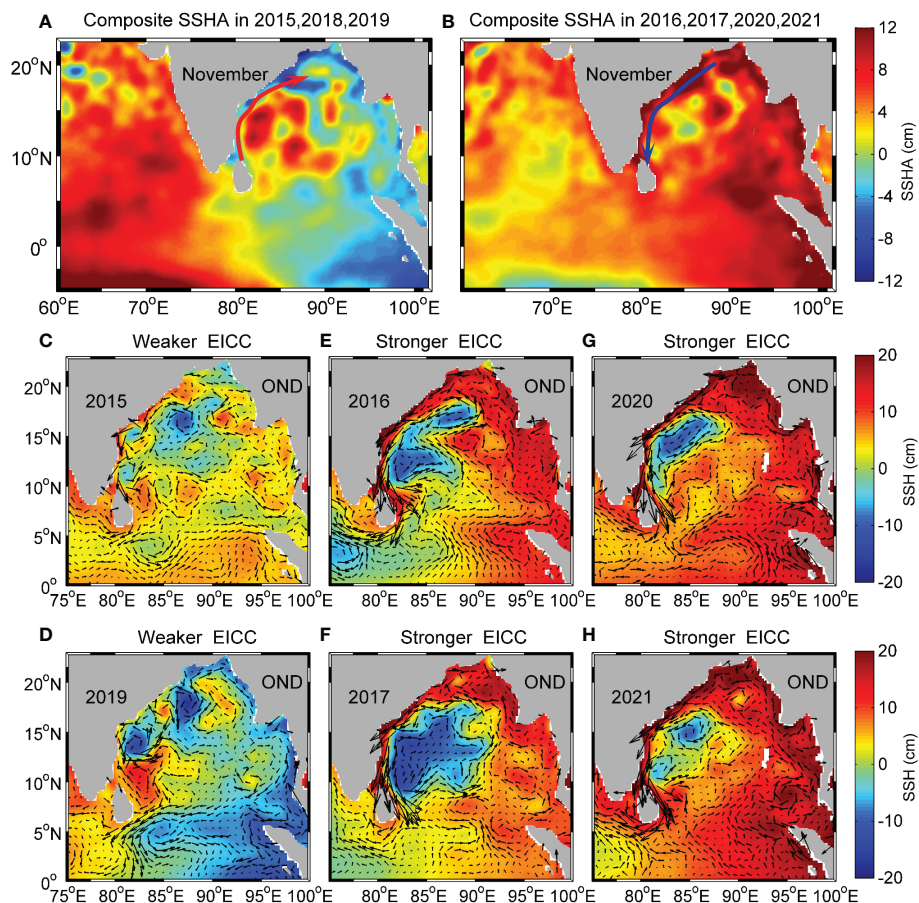 A Composite SSHA in 2015,2018,2019
B Composite SSHA in 2016,2017,2020,2021
20°N
10°N
0°
November
November
60°E 70°E 80°E 90°E 100°E
60°E 70°E 80°E 90°E 100°E
12
8
4
0
-4
-8
-12
SSHA (cm)
C Weaker EICC
E Stronger EICC
G Stronger EICC
20°N
15°N
10°N
5°N
0°
2015 OND
2016 OND
2020 OND
75°E 80°E 85°E 90°E 95°E 100°E
80°E 85°E 90°E 95°E 100°E
80°E 85°E 90°E 95°E 100°E
20
10
0
-10
-20
SSH (cm)
D Weaker EICC
F Stronger EICC
H Stronger EICC
20°N
15°N
10°N
5°N
0°
2019 OND
2017 OND
2021 OND
75°E 80°E 85°E 90°E 95°E 100°E
80°E 85°E 90°E 95°E 100°E
80°E 85°E 90°E 95°E 100°E
20
10
0
-10
-20
SSH (cm)